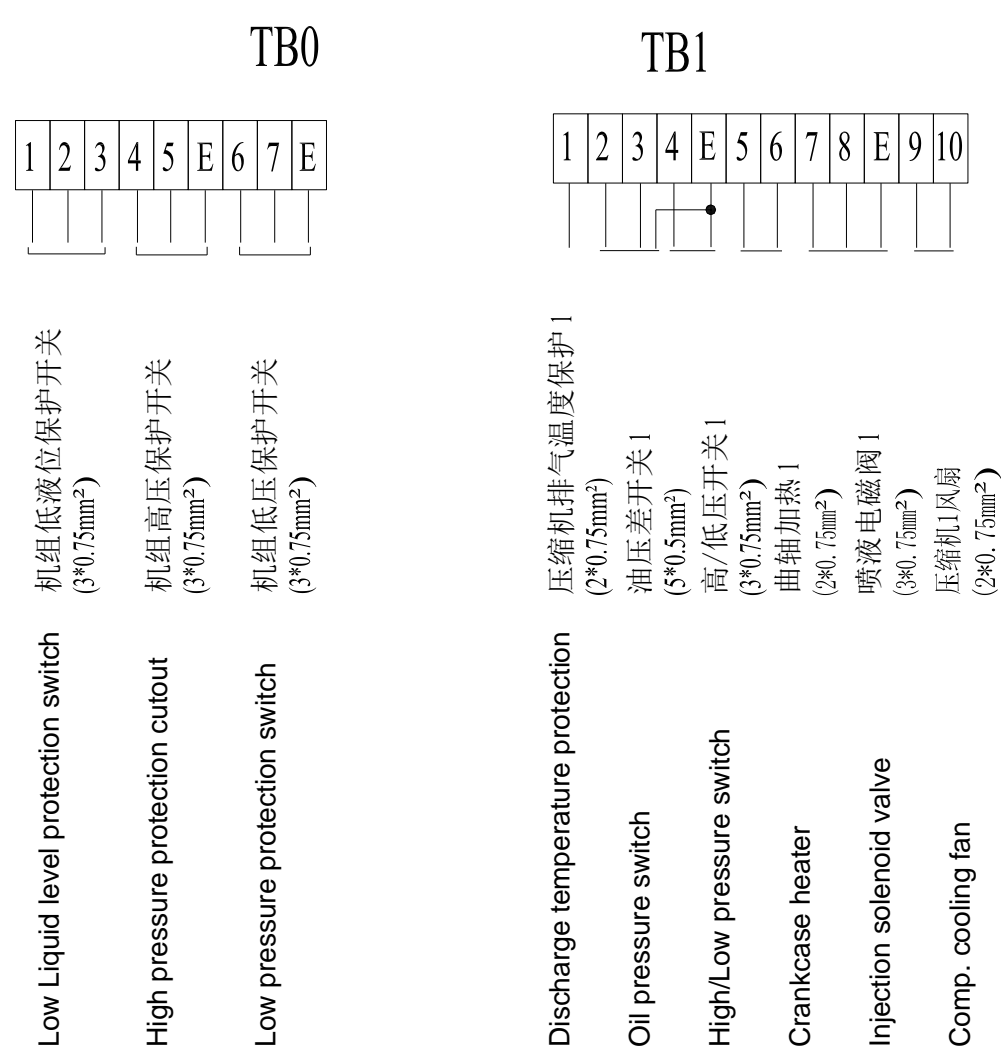 TB0
TB1
1 2 3 4 5 E 6 7 E
1 2 3 4 E 5 6 7 8 E 9 10
机组低液位保护开关
(3*0.75mm²)
机组高压保护开关
(3*0.75mm²)
机组低压保护开关
(3*0.75mm²)
压缩机排气温度保护1
(2*0.75mm²)
油压差开关1
(5*0.5mm²)
高/低压开关1
(3*0.75mm²)
曲轴加热1
(2*0.75mm²)
喷液电磁阀1
(3*0.75mm²)
压缩机1风扇
(2*0.75mm²)
Low Liquid level protection switch
High pressure protection cutout
Low pressure protection switch
Discharge temperature protection
Oil pressure switch
High/Low pressure switch
Crankcase heater
Injection solenoid valve
Comp. cooling fan